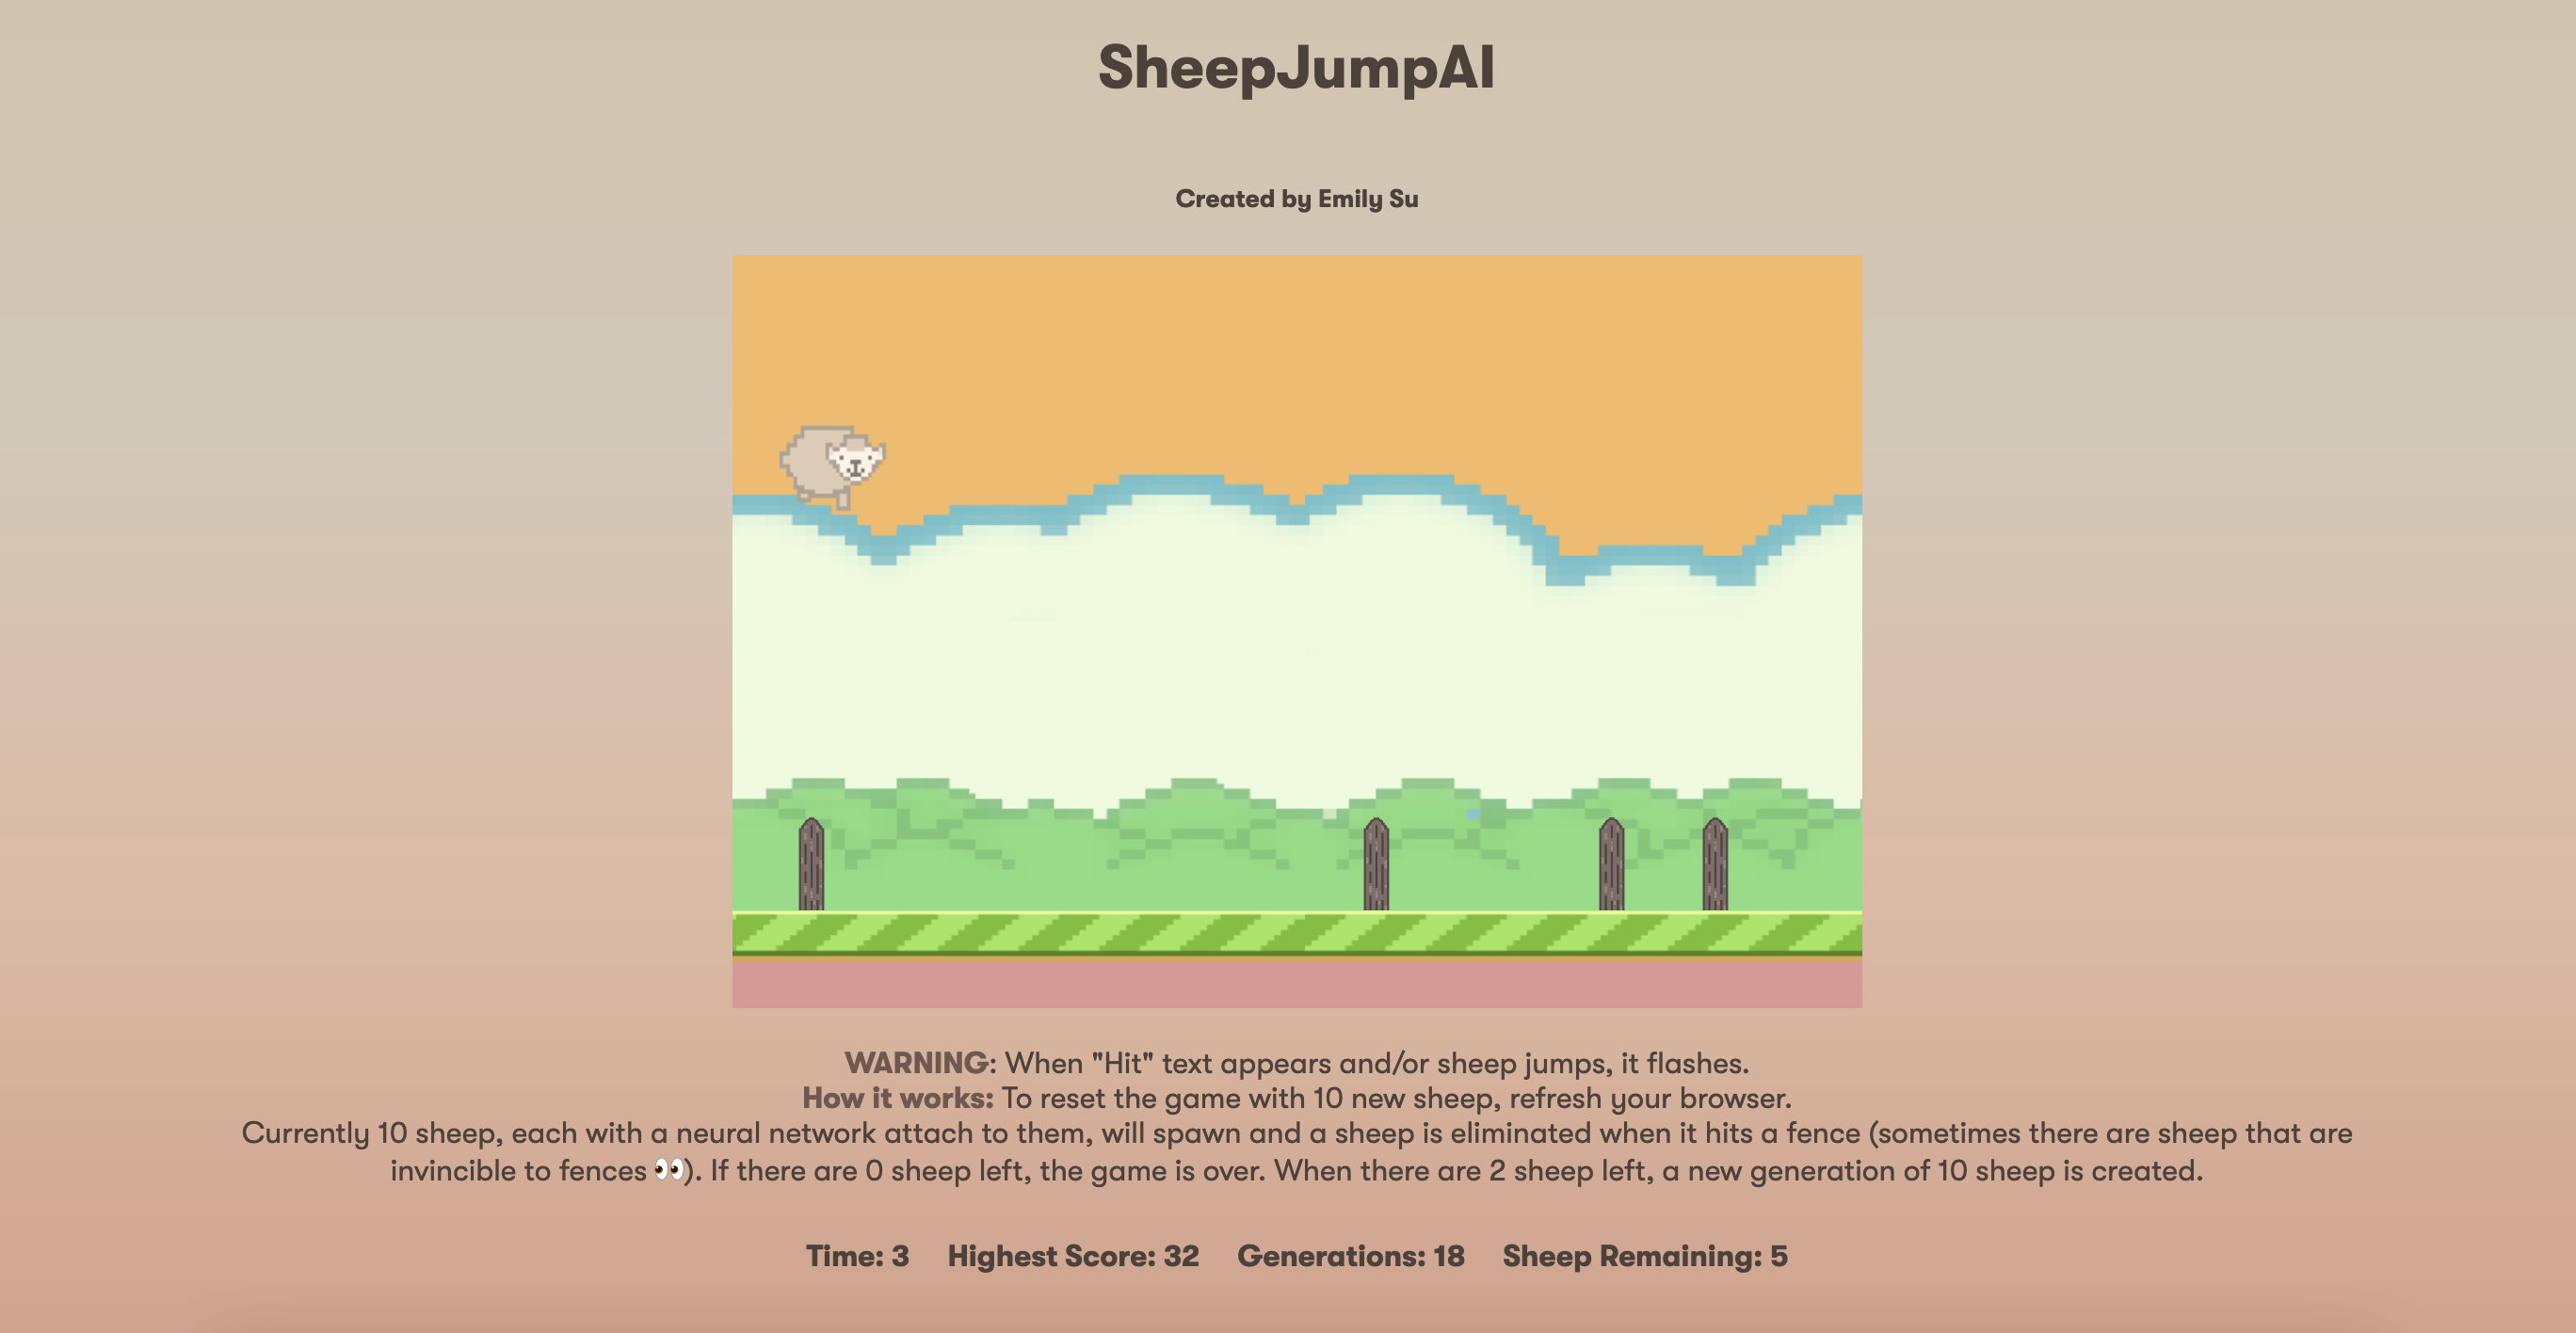 SheepJumpAI
Created by Emily Su
WARNING: When "Hit" text appears and/or sheep jumps, it flashes.
How it works: To reset the game with 10 new sheep, refresh your browser.
Currently 10 sheep, each with a neural network attach to them, will spawn and a sheep is eliminated when it hits a fence (sometimes there are sheep that are
invincible to fences 👀). If there are 0 sheep left, the game is over. When there are 2 sheep left, a new generation of 10 sheep is created.
Time: 3 Highest Score: 32 Generations: 18 Sheep Remaining: 5